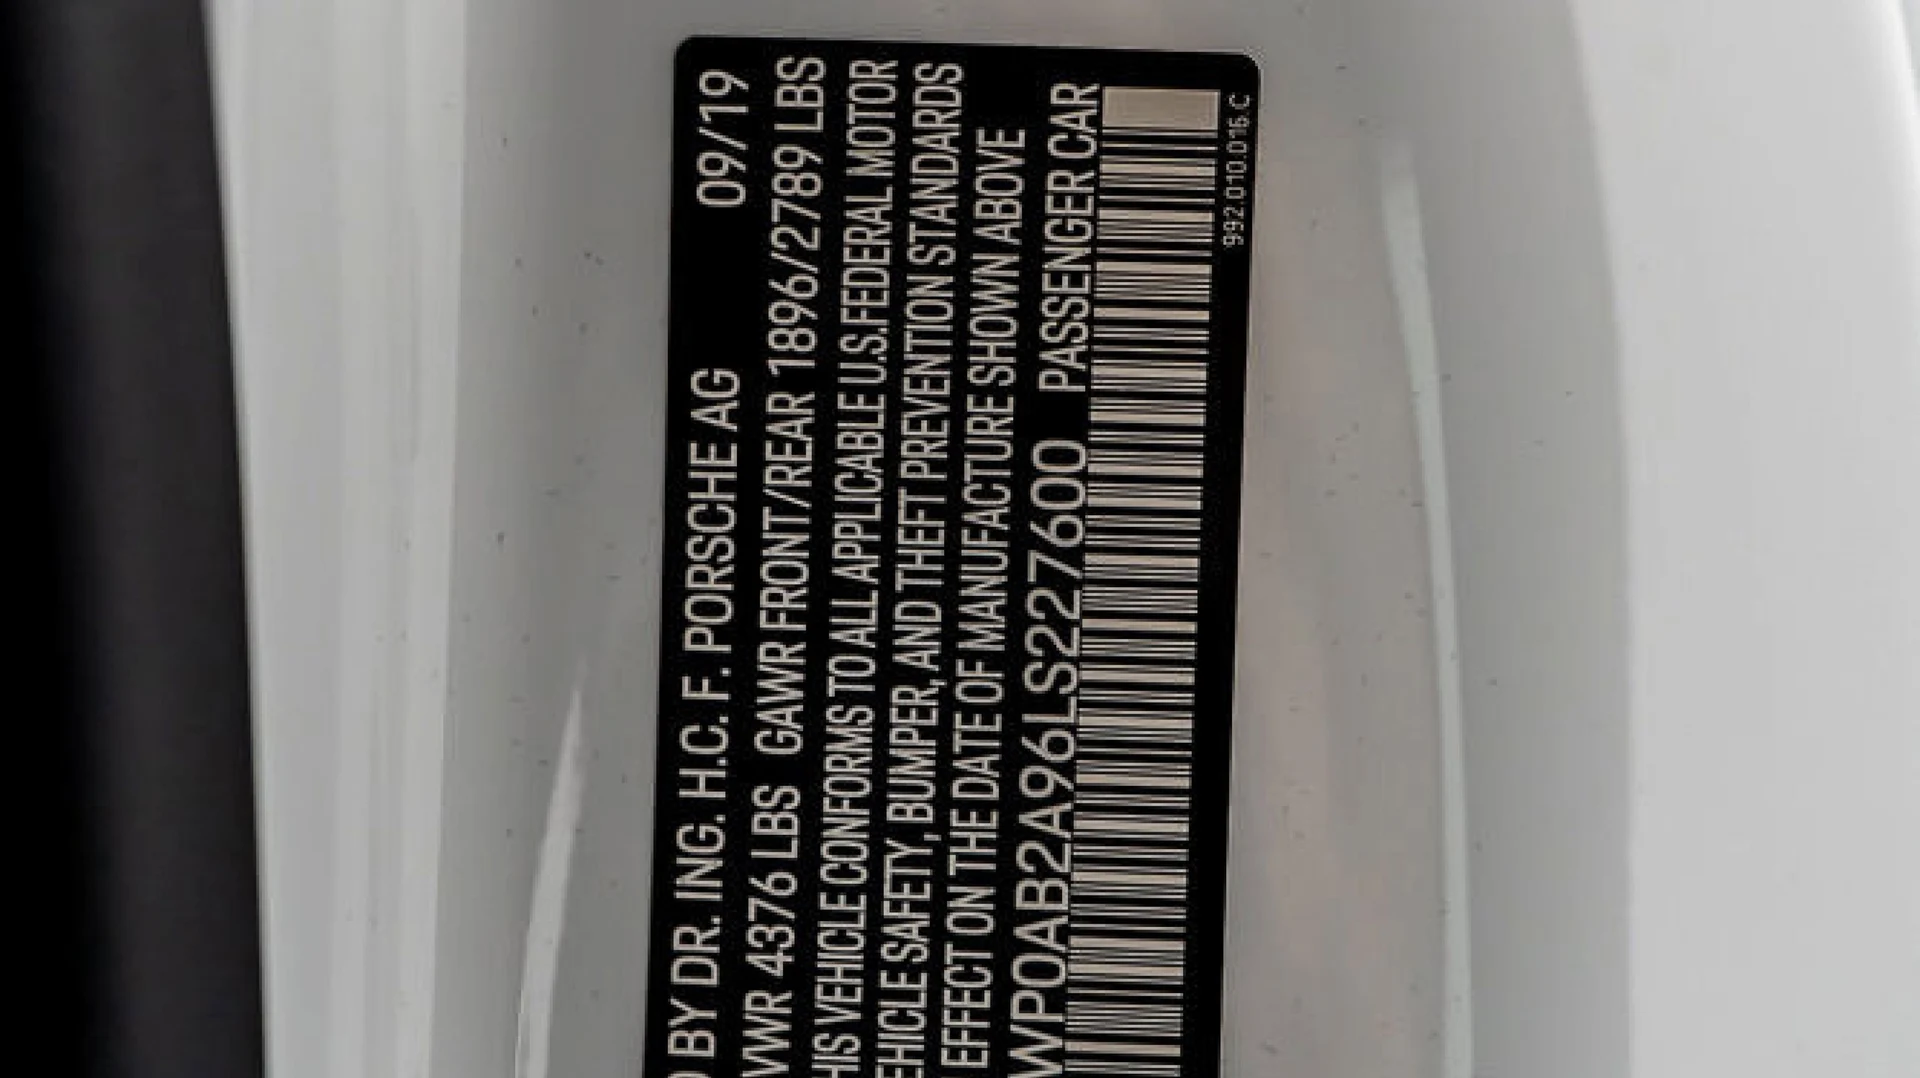 BY DR. ING. H.C. F. PORSCHE AG 09/19
4376 LBS GAWR FRONT/REAR 1896/2789 LBS
HIS VEHICLE CONFORMS TO ALL APPLICABLE U.S. FEDERAL MOTOR
EHICLE SAFETY, BUMPER, AND THEFT PREVENTION STANDARDS
EFFECT ON THE DATE OF MANUFACTURE SHOWN ABOVE
WP0AB2A96LS227600 PASSENGER CAR
992.010.016.C